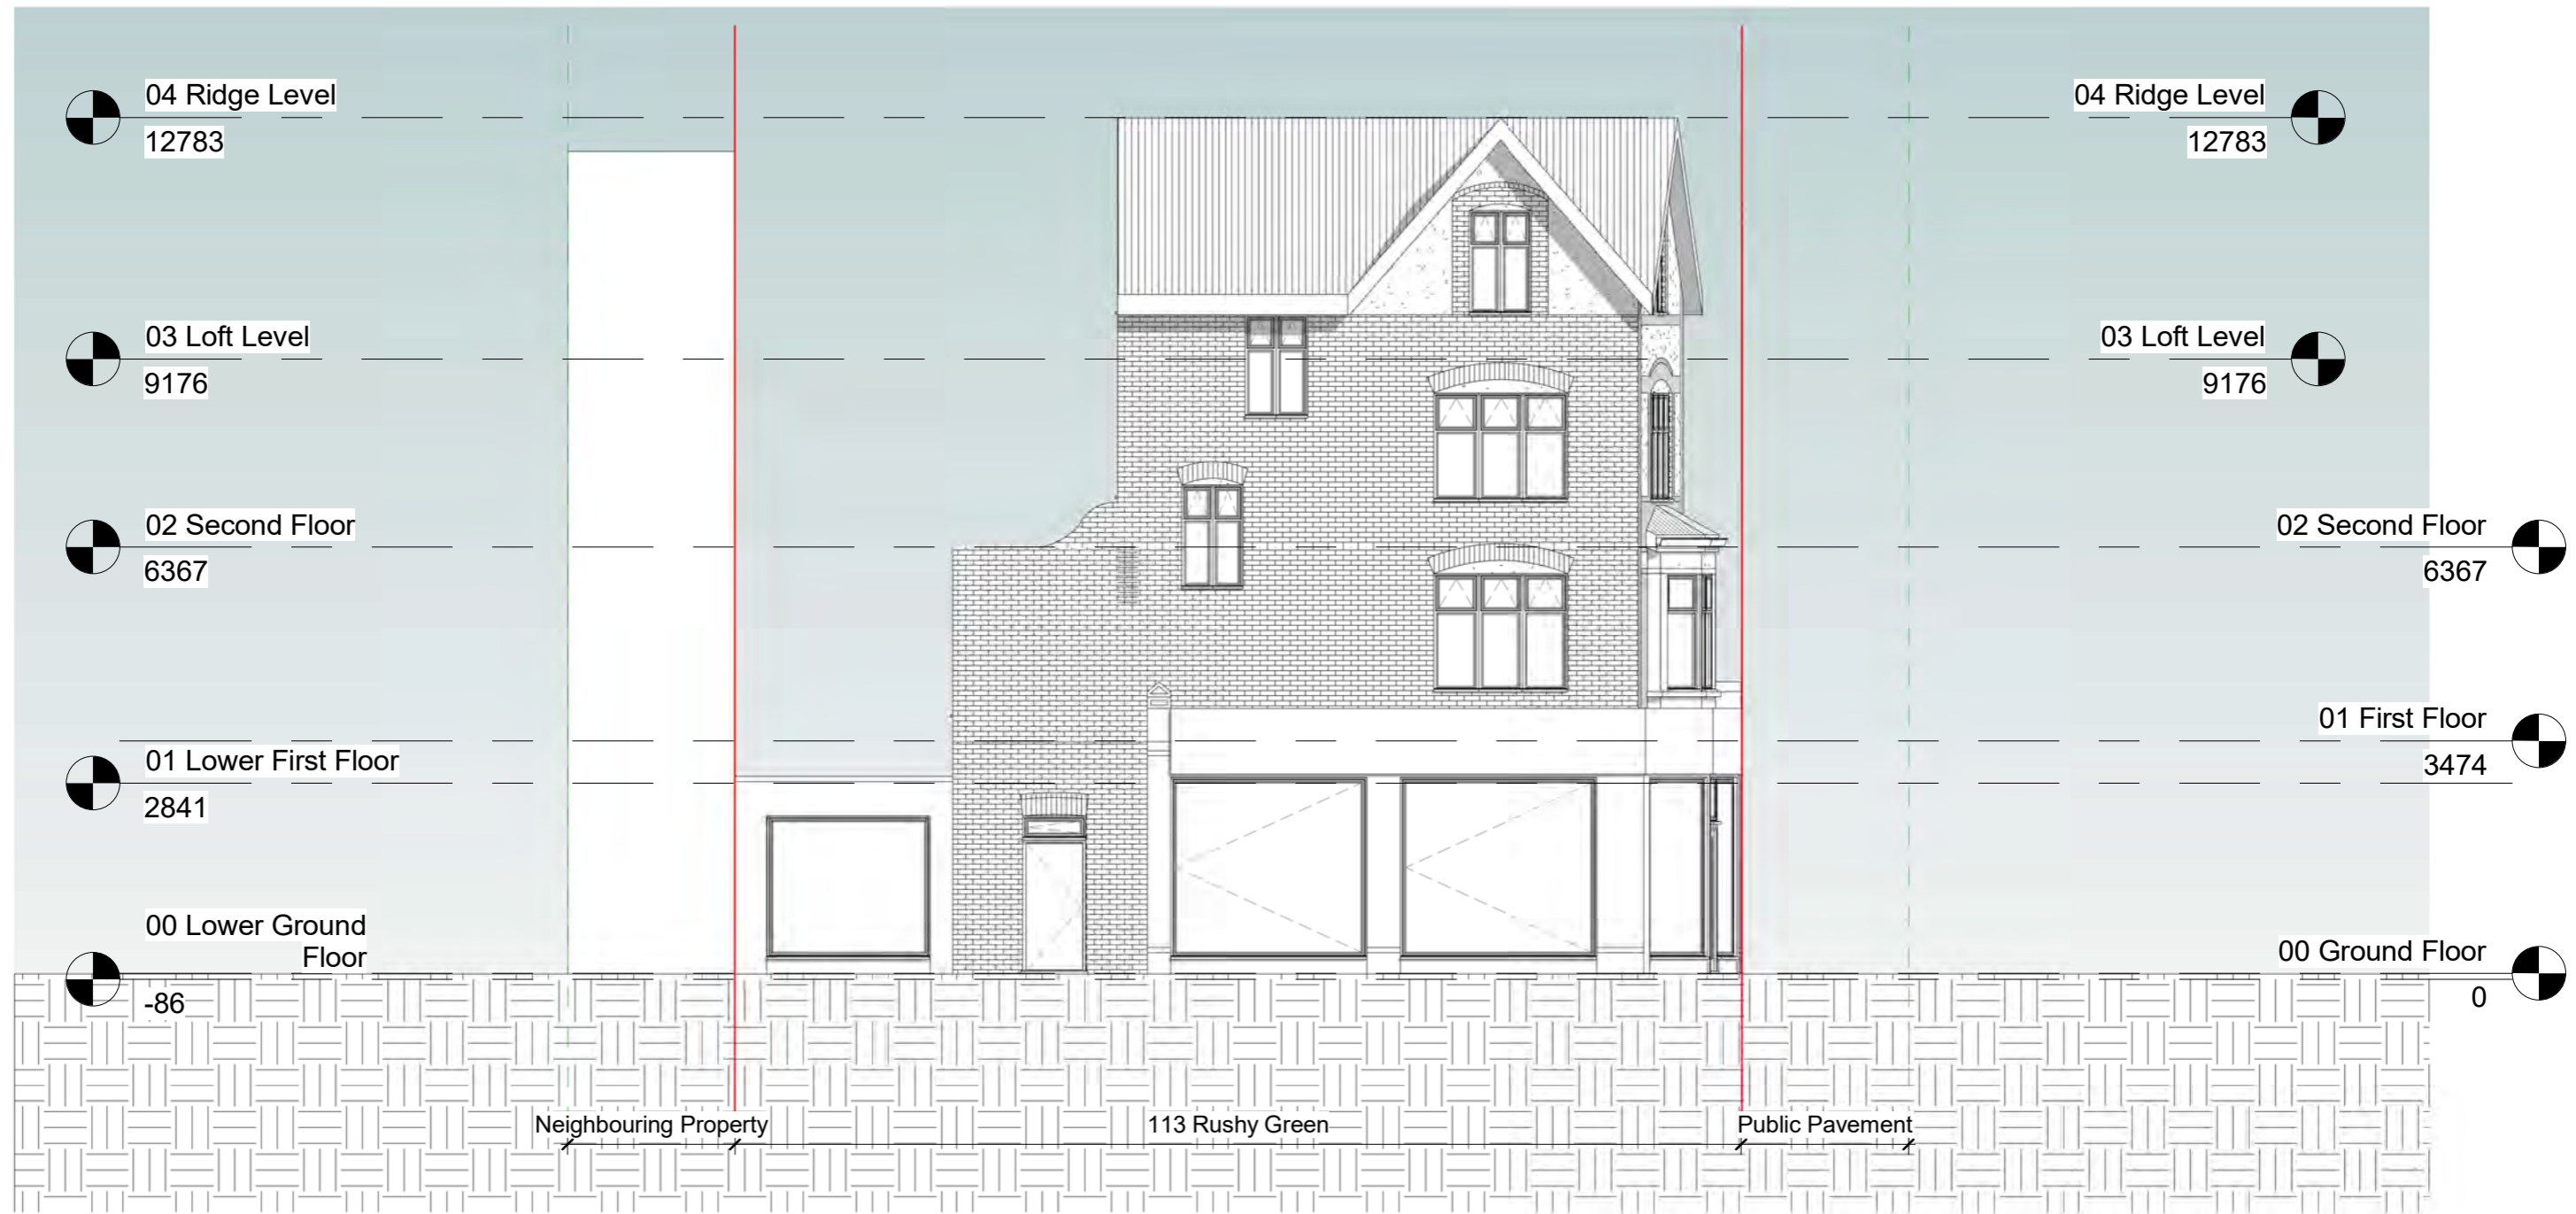 04 Ridge Level
12783
04 Ridge Level
12783
03 Loft Level
9176
03 Loft Level
9176
02 Second Floor
6367
02 Second Floor
6367
01 First Floor
3474
01 Lower First Floor
2841
00 Lower Ground
Floor
-86
00 Ground Floor
0
Neighbouring Property
113 Rushy Green
Public Pavement